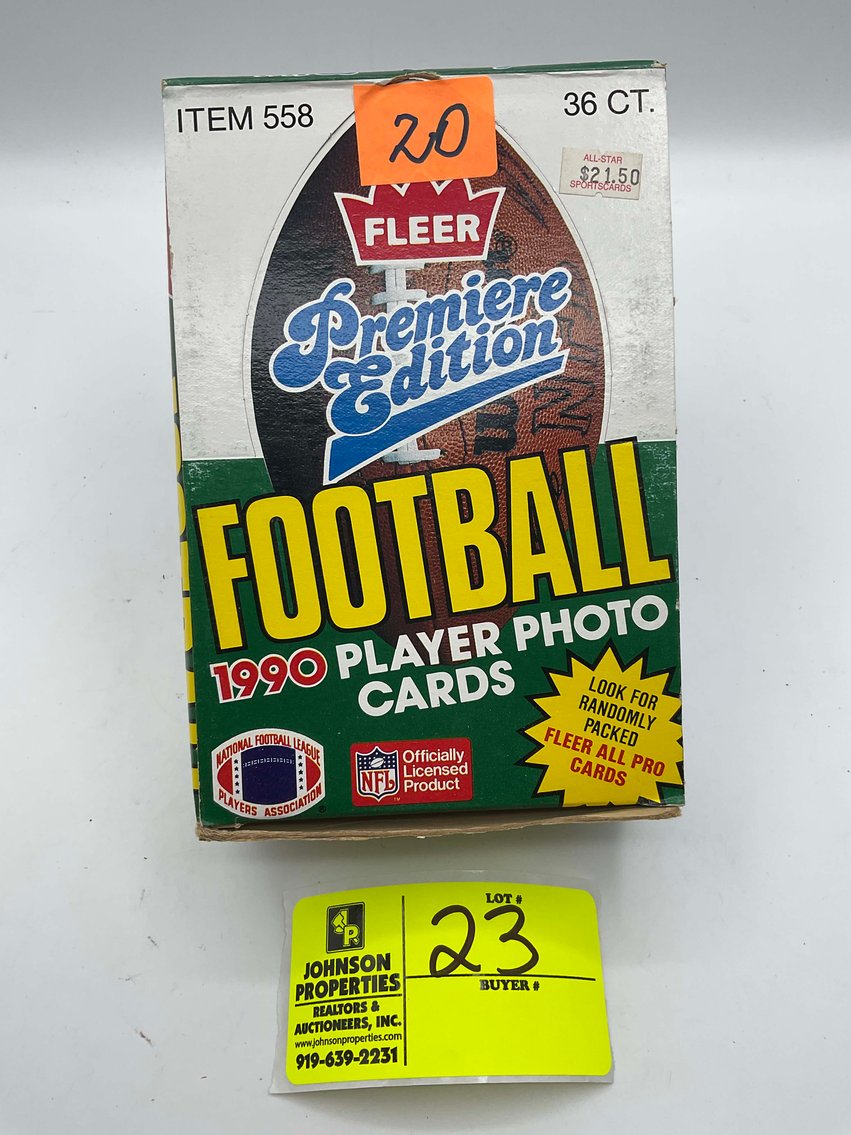 ITEM 558
20
36 CT.
ALL-STAR
$21.50
SPORTSCARDS
FLEER
Premiere
Edition
FOOTBALL
1990 PLAYER PHOTO
CARDS
LOOK FOR
RANDOMLY
PACKED
FLEER ALL PRO
CARDS
NATIONAL FOOTBALL LEAGUE
PLAYERS ASSOCIATION
®
NFL
TM
Officially
Licensed
Product
JOHNSON
PROPERTIES
REALTORS &
AUCTIONEERS, INC.
www.johnsonproperties.com
919-639-2231
LOT #
23
BUYER #